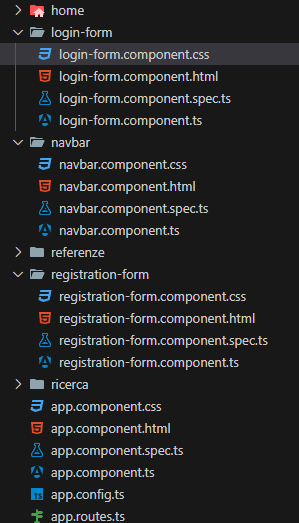 home
login-form
login-form.component.css
login-form.component.html
login-form.component.spec.ts
login-form.component.ts
navbar
navbar.component.css
navbar.component.html
navbar.component.spec.ts
navbar.component.ts
referenze
registration-form
registration-form.component.css
registration-form.component.html
registration-form.component.spec.ts
registration-form.component.ts
ricerca
app.component.css
app.component.html
app.component.spec.ts
app.component.ts
app.config.ts
app.routes.ts